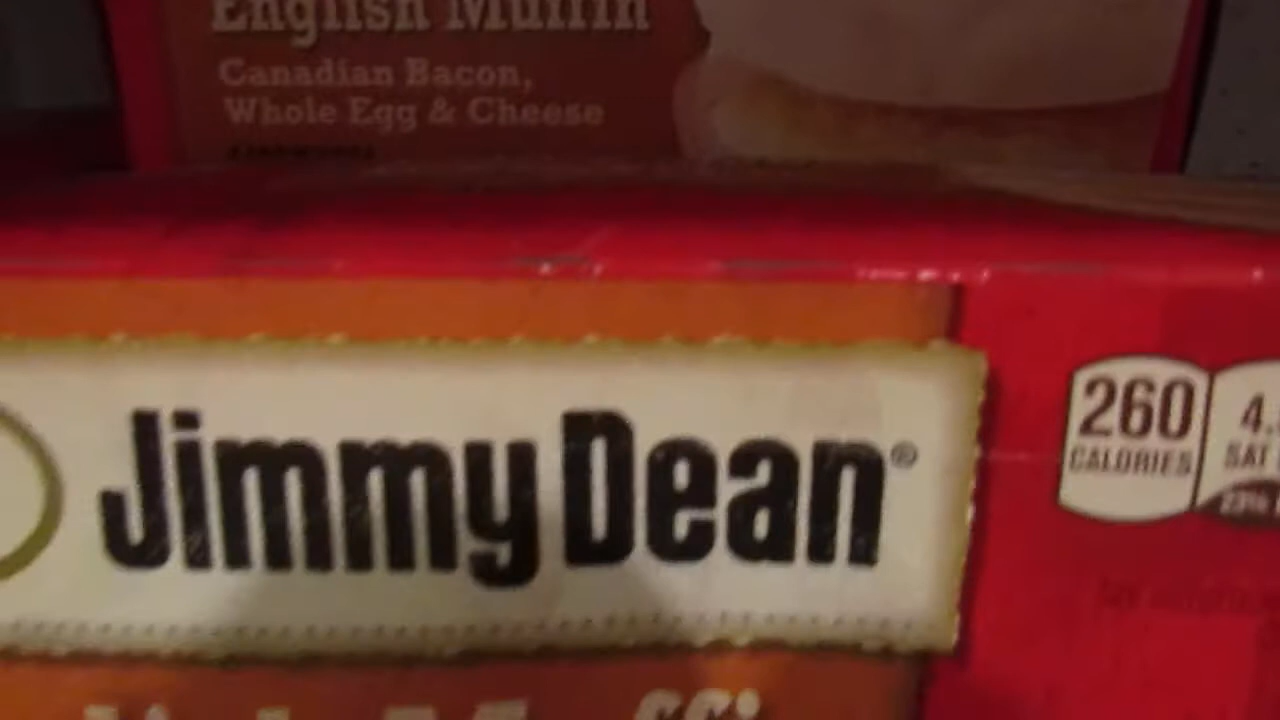 English Muffin
Canadian Bacon,
Whole Egg & Cheese
Jimmy Dean®
260
CALORIES
4.
SAT